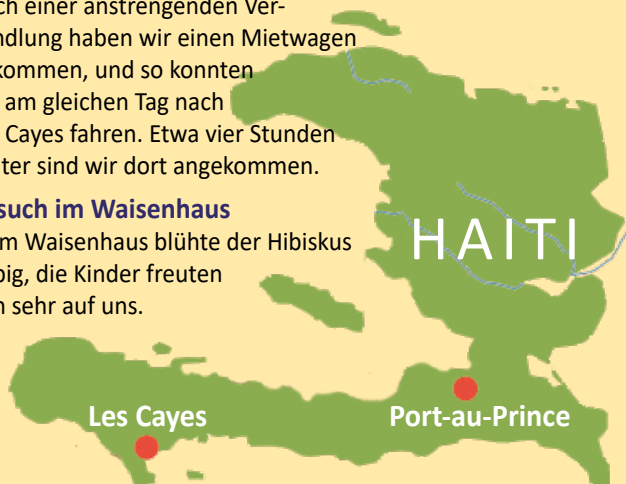 ch einer anstrengenden Ver-
ndlung haben wir einen Mietwagen
kommen, und so konnten
am gleichen Tag nach
Cayes fahren. Etwa vier Stunden
ter sind wir dort angekommen.
such im Waisenhaus
m Waisenhaus blühte der Hibiskus
pig, die Kinder freuten
n sehr auf uns.
HAITI
Les Cayes
Port-au-Prince